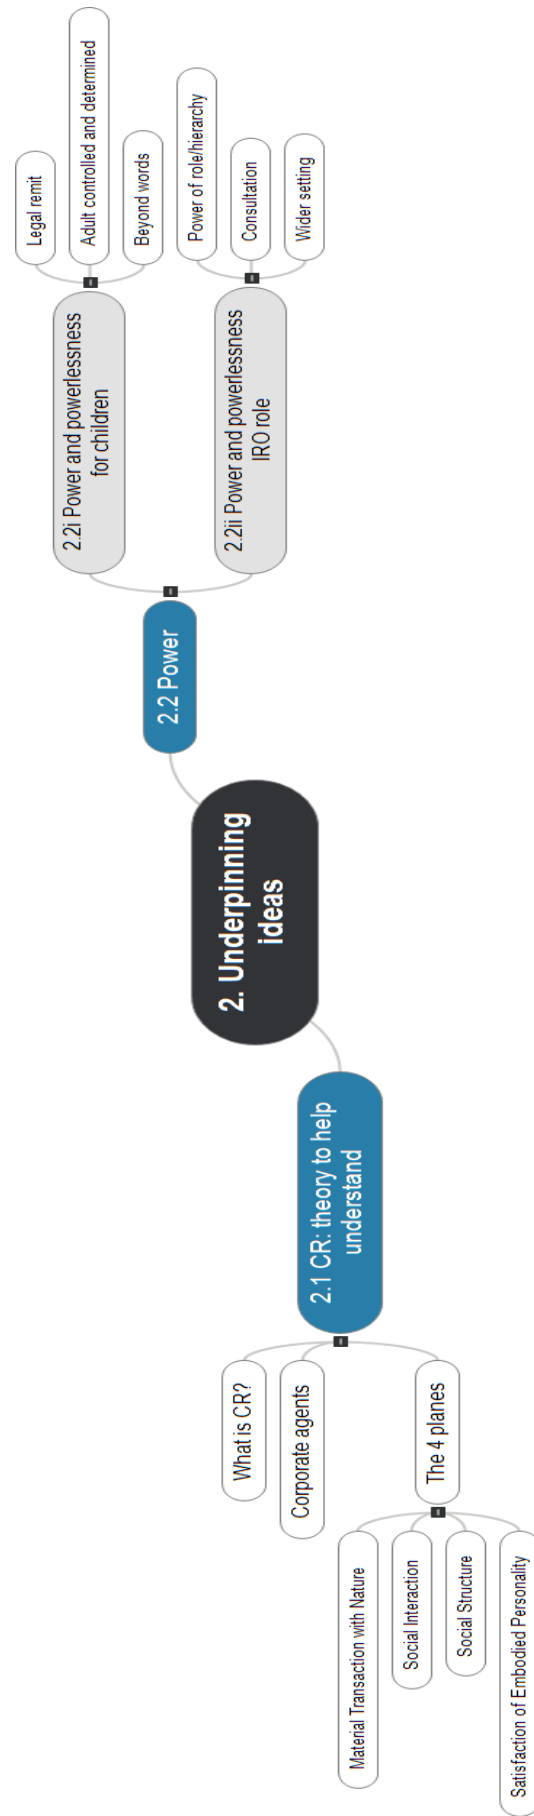 2. Underpinning
ideas
2.1 CR: theory to help
understand
What is CR?
Corporate agents
The 4 planes
Material Transaction with Nature
Social Interaction
Social Structure
Satisfaction of Embodied Personality
2.2 Power
2.2i Power and powerlessness
for children
Legal remit
Adult controlled and determined
Beyond words
2.2ii Power and powerlessness
IRO role
Power of role/hierarchy
Consultation
Wider setting